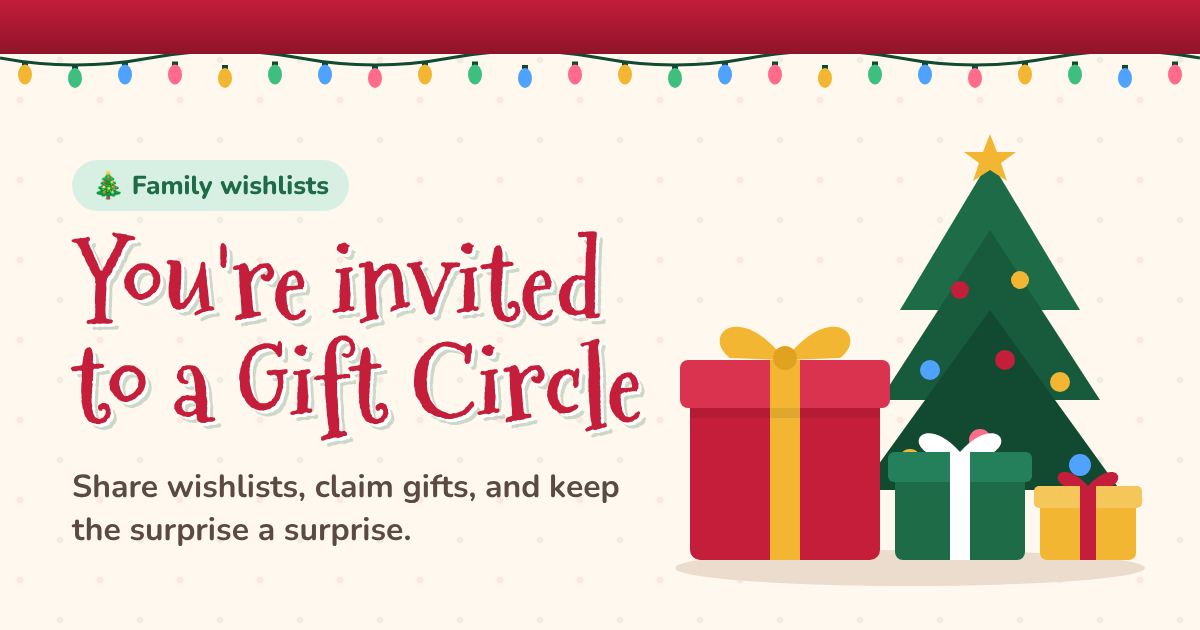 🎄 Family wishlists
You're invited
to a Gift Circle
Share wishlists, claim gifts, and keep
the surprise a surprise.